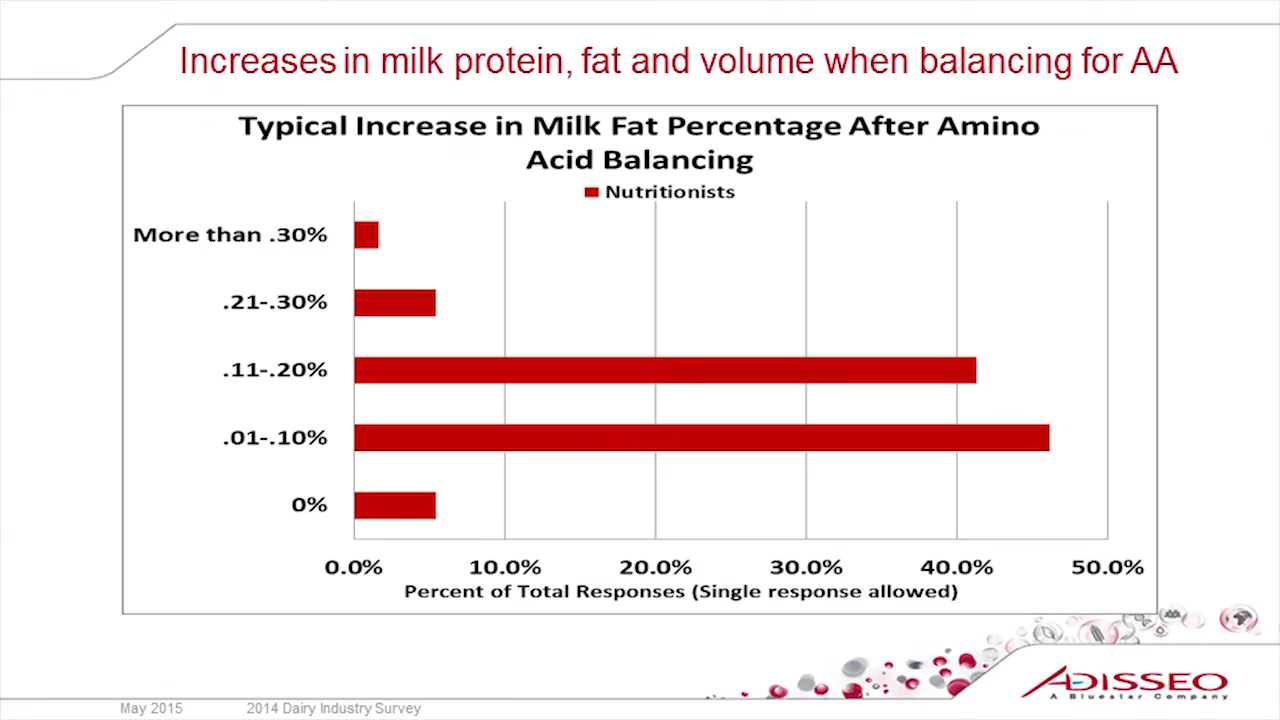 Increases in milk protein, fat and volume when balancing for AA
Typical Increase in Milk Fat Percentage After Amino
Acid Balancing
Nutritionists
More than .30%
.21-.30%
.11-.20%
.01-.10%
0%
0.0% 10.0% 20.0% 30.0% 40.0% 50.0%
Percent of Total Responses (Single response allowed)
ADISSEO
A Bluestar Company
May 2015 2014 Dairy Industry Survey